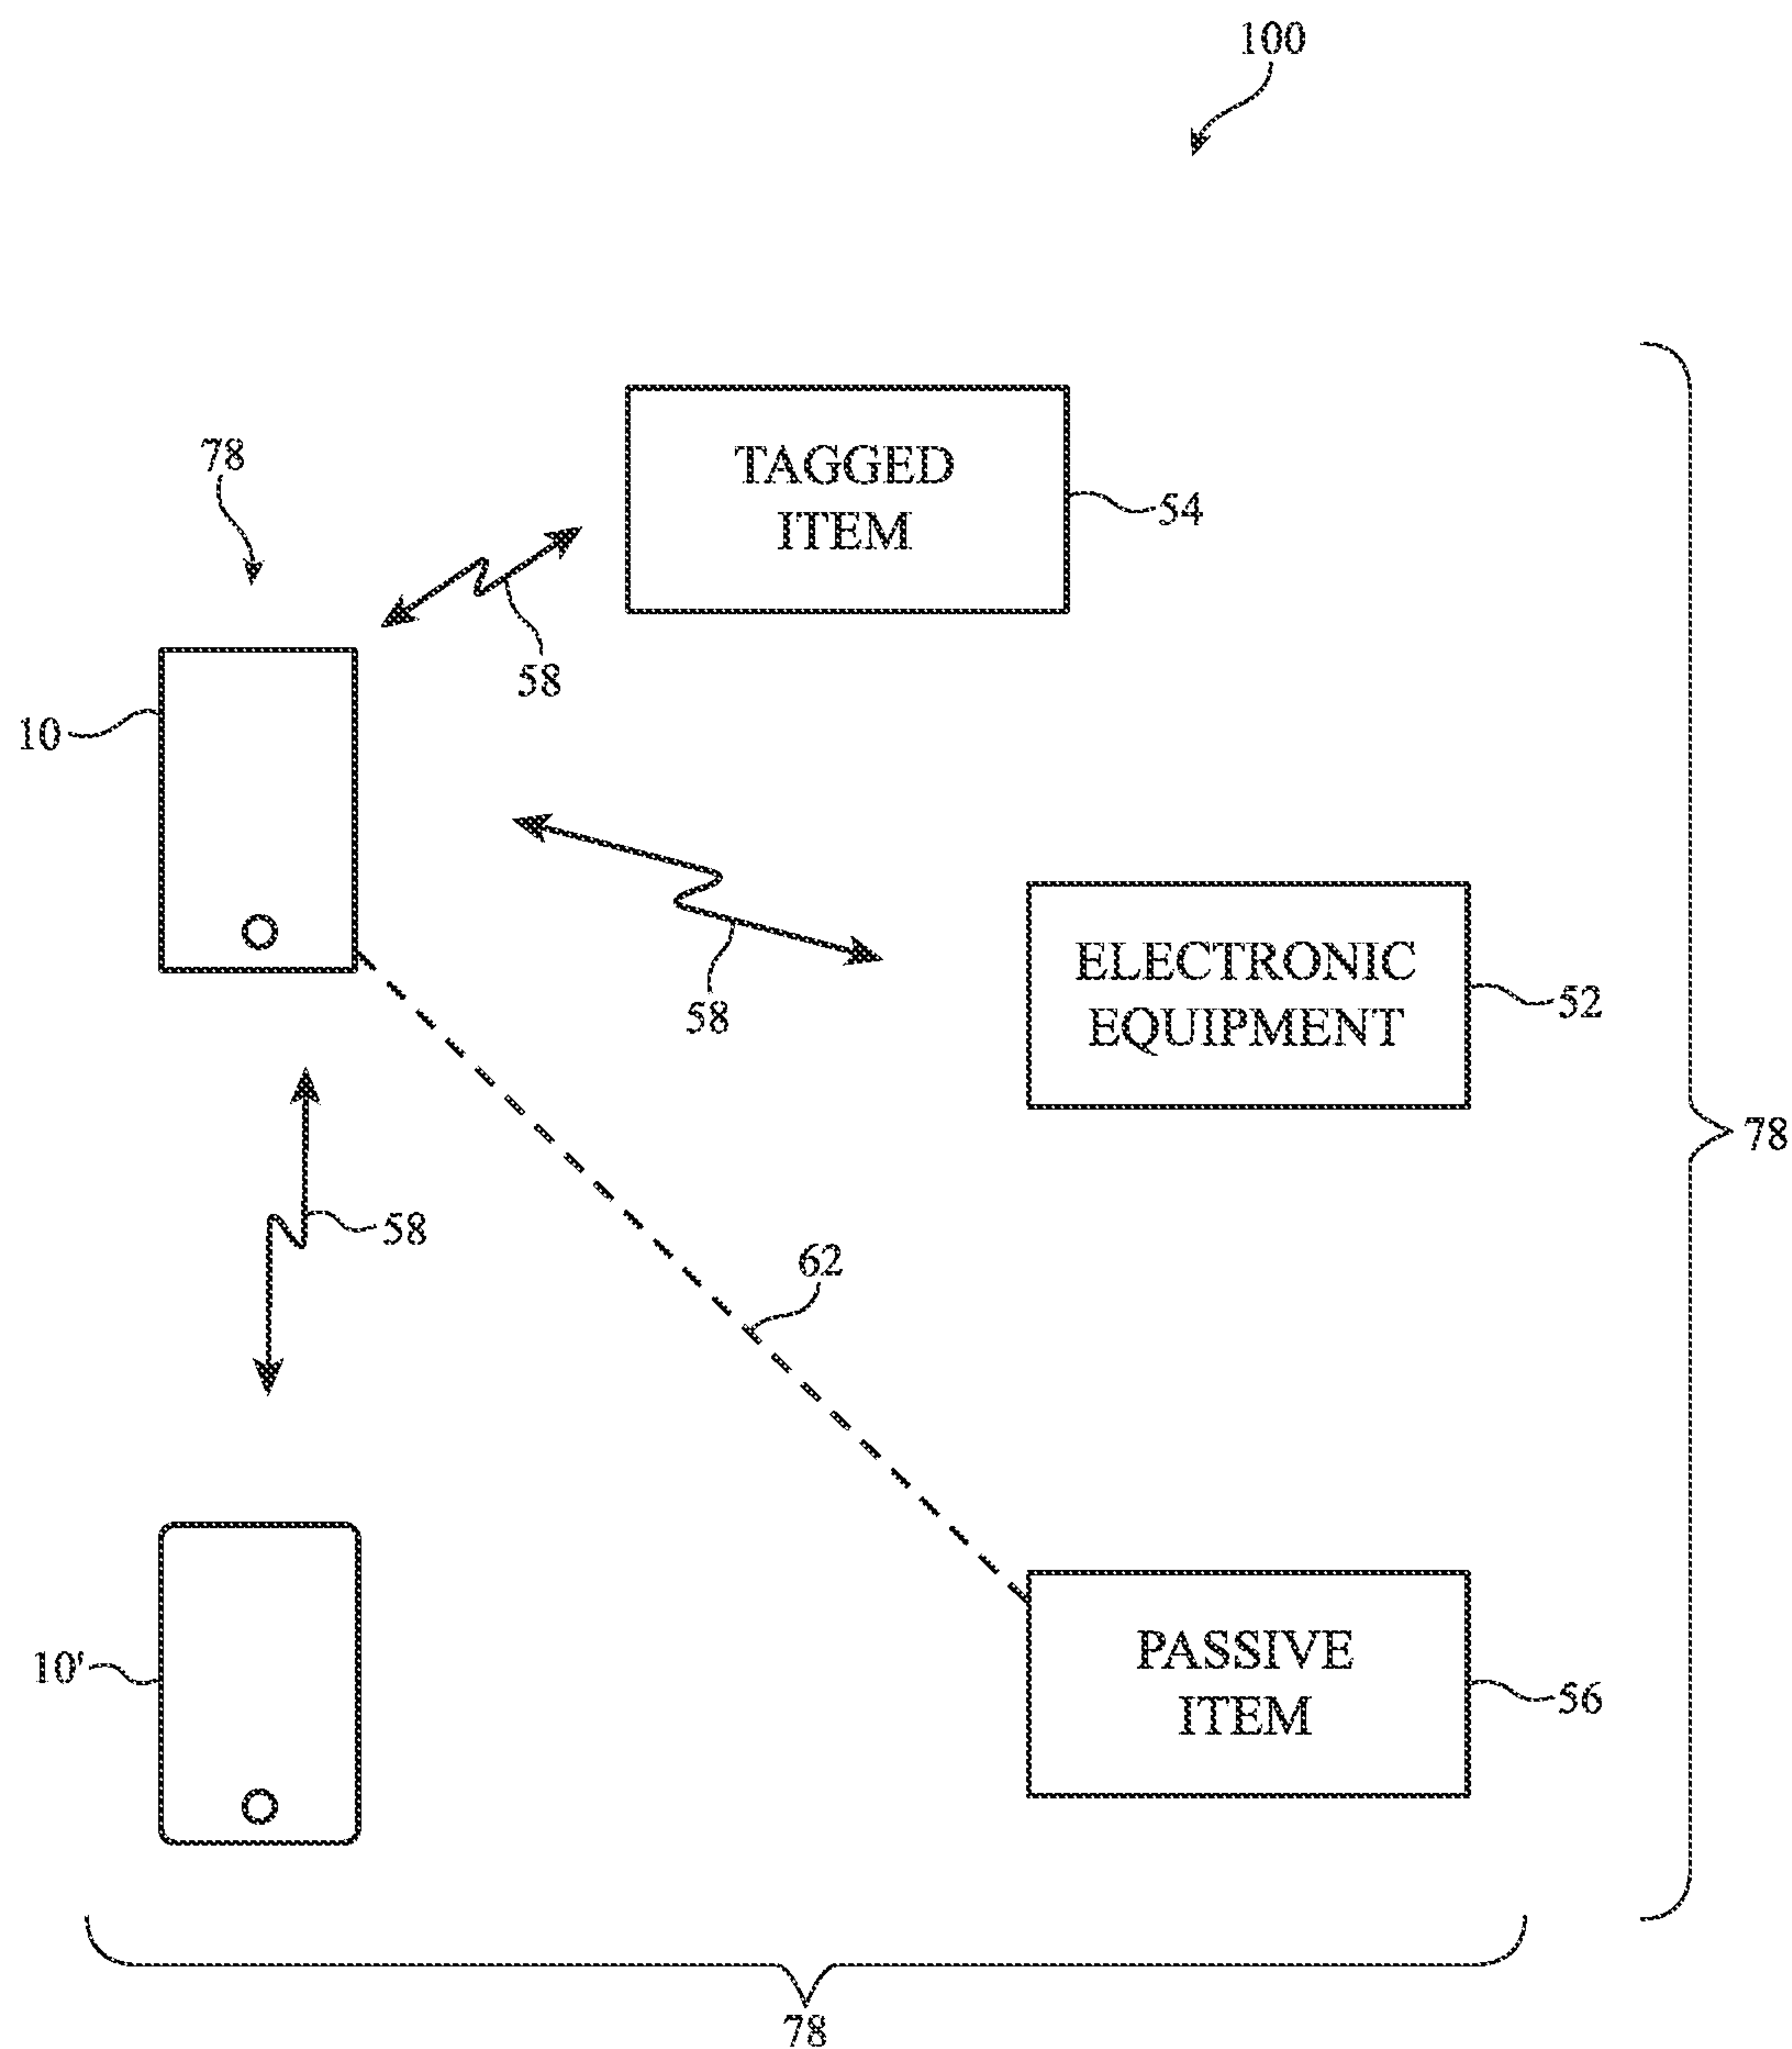 100
78
TAGGED
ITEM
54
58
10
58
ELECTRONIC
EQUIPMENT
52
78
58
62
10'
PASSIVE
ITEM
56
78